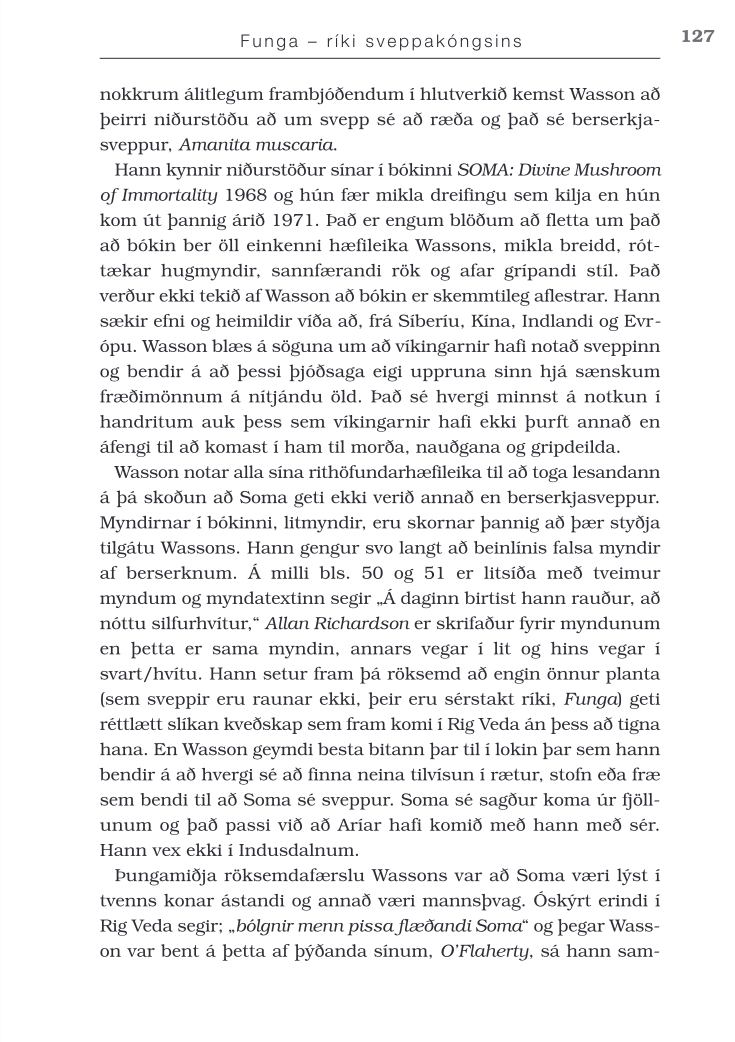 Funga – ríki sveppakóngsins
127
nokkrum álitlegum frambjóðendum í hlutverkið kemst Wasson að
þeirri niðurstöðu að um svepp sé að ræða og það sé berserkja-
sveppur, Amanita muscaria.
Hann kynnir niðurstöður sínar í bókinni SOMA: Divine Mushroom
of Immortality 1968 og hún fær mikla dreifingu sem kilja en hún
kom út þannig árið 1971. Það er engum blöðum að fletta um það
að bókin ber öll einkenni hæfileika Wassons, mikla breidd, rót-
tækar hugmyndir, sannfærandi rök og afar grípandi stíl. Það
verður ekki tekið af Wasson að bókin er skemmtileg aflestrar. Hann
sækir efni og heimildir víða að, frá Síberíu, Kína, Indlandi og Evr-
ópu. Wasson blæs á söguna um að víkingarnir hafi notað sveppinn
og bendir á að þessi þjóðsaga eigi uppruna sinn hjá sænskum
fræðimönnum á nítjándu öld. Það sé hvergi minnst á notkun í
handritum auk þess sem víkingarnir hafi ekki þurft annað en
áfengi til að komast í ham til morða, nauðgana og gripdeilda.
Wasson notar alla sína rithöfundarhæfileika til að toga lesandann
á þá skoðun að Soma geti ekki verið annað en berserkjasveppur.
Myndirnar í bókinni, litmyndir, eru skornar þannig að þær styðja
tilgátu Wassons. Hann gengur svo langt að beinlínis falsa myndir
af berserknum. Á milli bls. 50 og 51 er litsíða með tveimur
myndum og myndatextinn segir „Á daginn birtist hann rauður, að
nóttu silfurhvítur,“ Allan Richardson er skrifaður fyrir myndunum
en þetta er sama myndin, annars vegar í lit og hins vegar í
svart/hvítu. Hann setur fram þá röksemd að engin önnur planta
(sem sveppir eru raunar ekki, þeir eru sérstakt ríki, Funga) geti
réttlætt slíkan kveðskap sem fram komi í Rig Veda án þess að tigna
hana. En Wasson geymdi besta bitann þar til í lokin þar sem hann
bendir á að hvergi sé að finna neina tilvísun í rætur, stofn eða fræ
sem bendi til að Soma sé sveppur. Soma sé sagður koma úr fjöll-
unum og það passi við að Aríar hafi komið með hann með sér.
Hann vex ekki í Indusdalnum.
Þungamiðja röksemdafærslu Wassons var að Soma væri lýst í
tvenns konar ástandi og annað væri mannsþvag. Óskýrt erindi í
Rig Veda segir; „bólgnir menn pissa flæðandi Soma“ og þegar Wass-
on var bent á þetta af þýðanda sínum, O’Flaherty, sá hann sam-